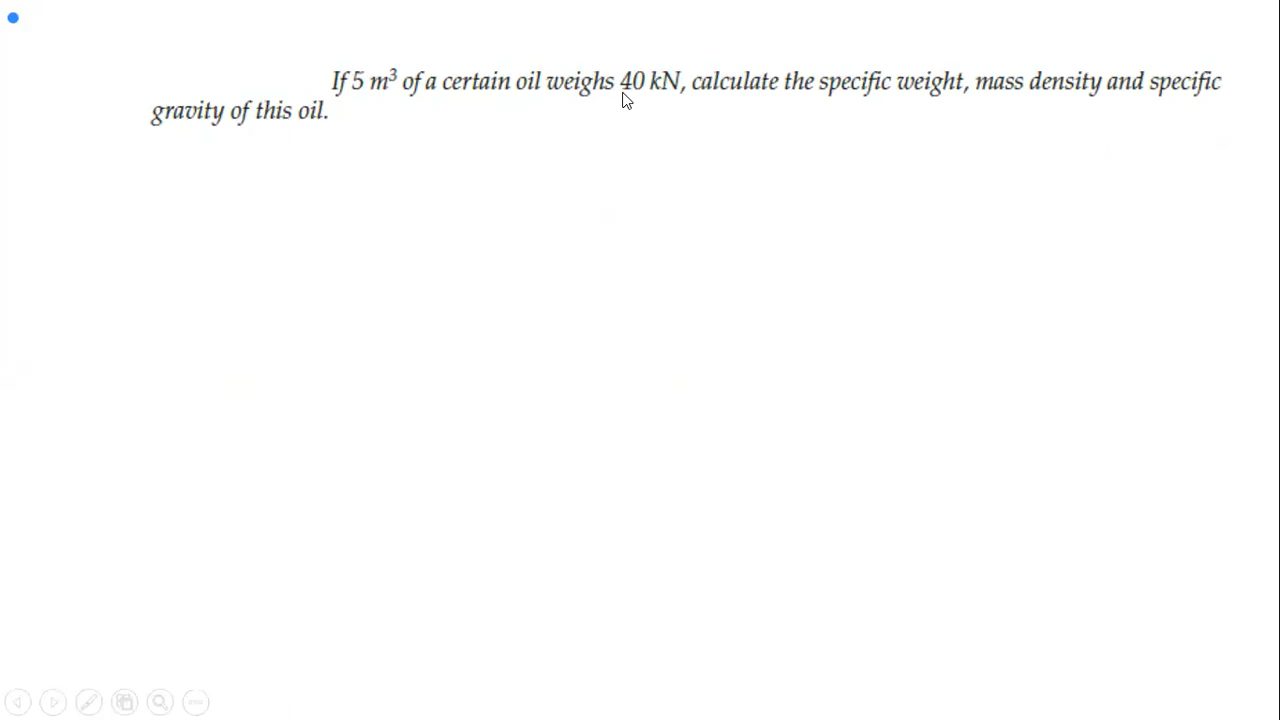 If 5 m³ of a certain oil weighs 40 kN, calculate the specific weight, mass density and specific
gravity of this oil.